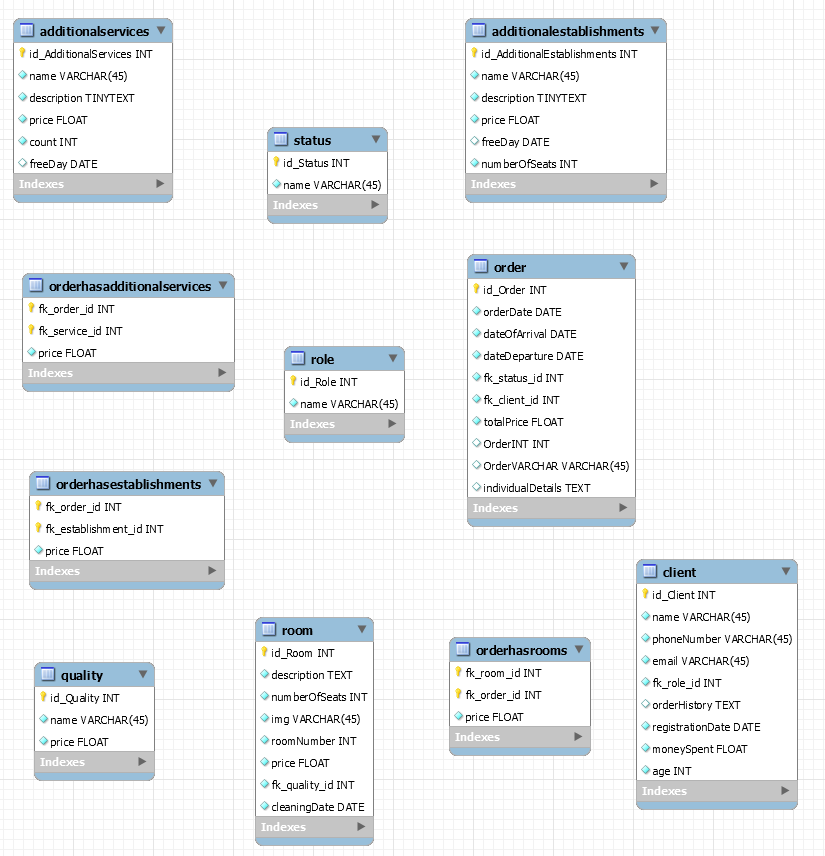 additionalservices
id_AdditionalServices INT
name VARCHAR(45)
description TINYTEXT
price FLOAT
count INT
freeDay DATE
Indexes
additionalestablishments
id_AdditionalEstablishments INT
name VARCHAR(45)
description TINYTEXT
price FLOAT
freeDay DATE
numberOfSeats INT
Indexes
status
id_Status INT
name VARCHAR(45)
Indexes
orderhasadditionalservices
fk_order_id INT
fk_service_id INT
price FLOAT
Indexes
order
id_Order INT
orderDate DATE
dateOfArrival DATE
dateDeparture DATE
fk_status_id INT
fk_client_id INT
totalPrice FLOAT
OrderINT INT
OrderVARCHAR VARCHAR(45)
individualDetails TEXT
Indexes
role
id_Role INT
name VARCHAR(45)
Indexes
orderhasestablishments
fk_order_id INT
fk_establishment_id INT
price FLOAT
Indexes
client
id_Client INT
name VARCHAR(45)
phoneNumber VARCHAR(45)
email VARCHAR(45)
fk_role_id INT
orderHistory TEXT
registrationDate DATE
moneySpent FLOAT
age INT
Indexes
room
id_Room INT
description TEXT
numberOfSeats INT
img VARCHAR(45)
roomNumber INT
price FLOAT
fk_quality_id INT
cleaningDate DATE
Indexes
orderhasrooms
fk_room_id INT
fk_order_id INT
price FLOAT
Indexes
quality
id_Quality INT
name VARCHAR(45)
price FLOAT
Indexes